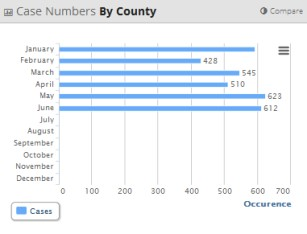 Case Numbers By County
Compare
January
February 428
March 545
April 510
May 623
June 612
July
August
September
October
November
December
0 100 200 300 400 500 600 700
Occurence
Cases